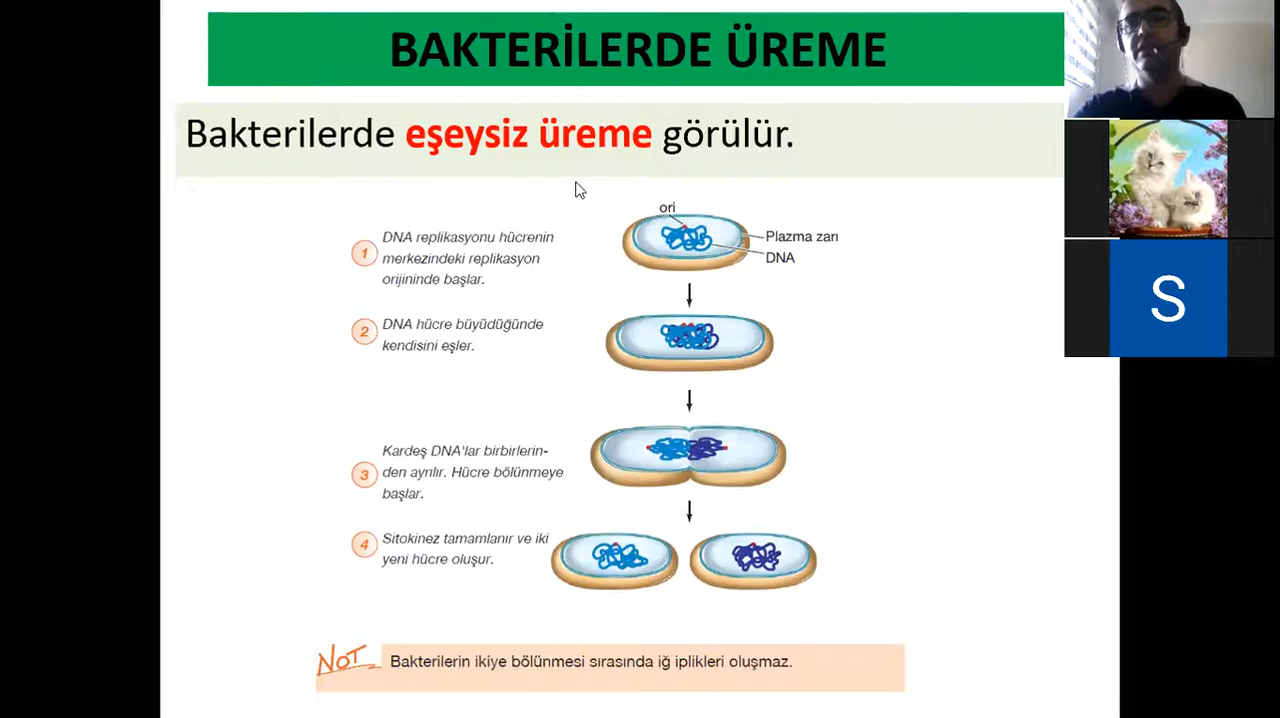 BAKTERİLERDE ÜREME
Bakterilerde eşeysiz üreme görülür.
ori
Plazma zarı
DNA
1
DNA replikasyonu hücrenin
merkezindeki replikasyon
orijininde başlar.
2
DNA hücre büyüdüğünde
kendisini eşler.
3
Kardeş DNA'lar birbirlerin-
den ayrılır. Hücre bölünmeye
başlar.
4
Sitokinez tamamlanır ve iki
yeni hücre oluşur.
NOT
Bakterilerin ikiye bölünmesi sırasında iğ iplikleri oluşmaz.
S